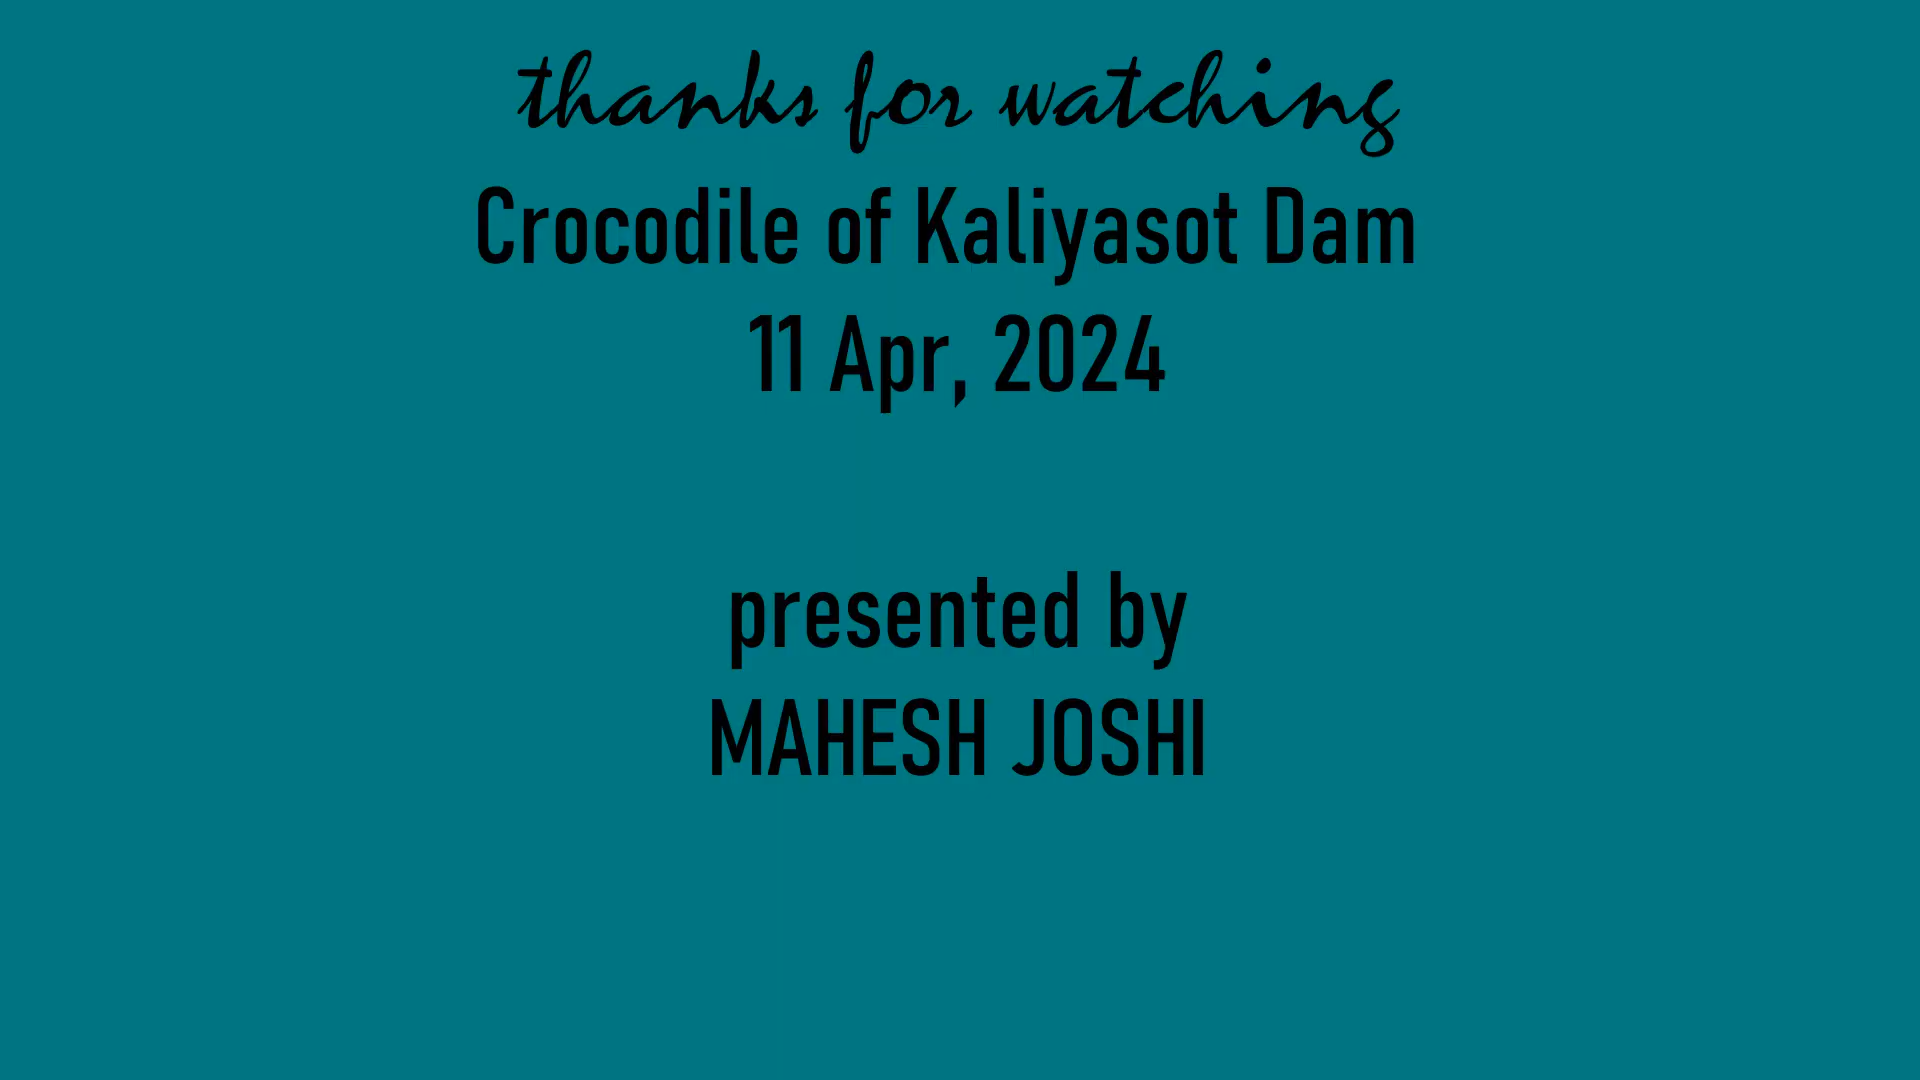 thanks for watching
Crocodile of Kaliyasot Dam
11 Apr, 2024
presented by
MAHESH JOSHI